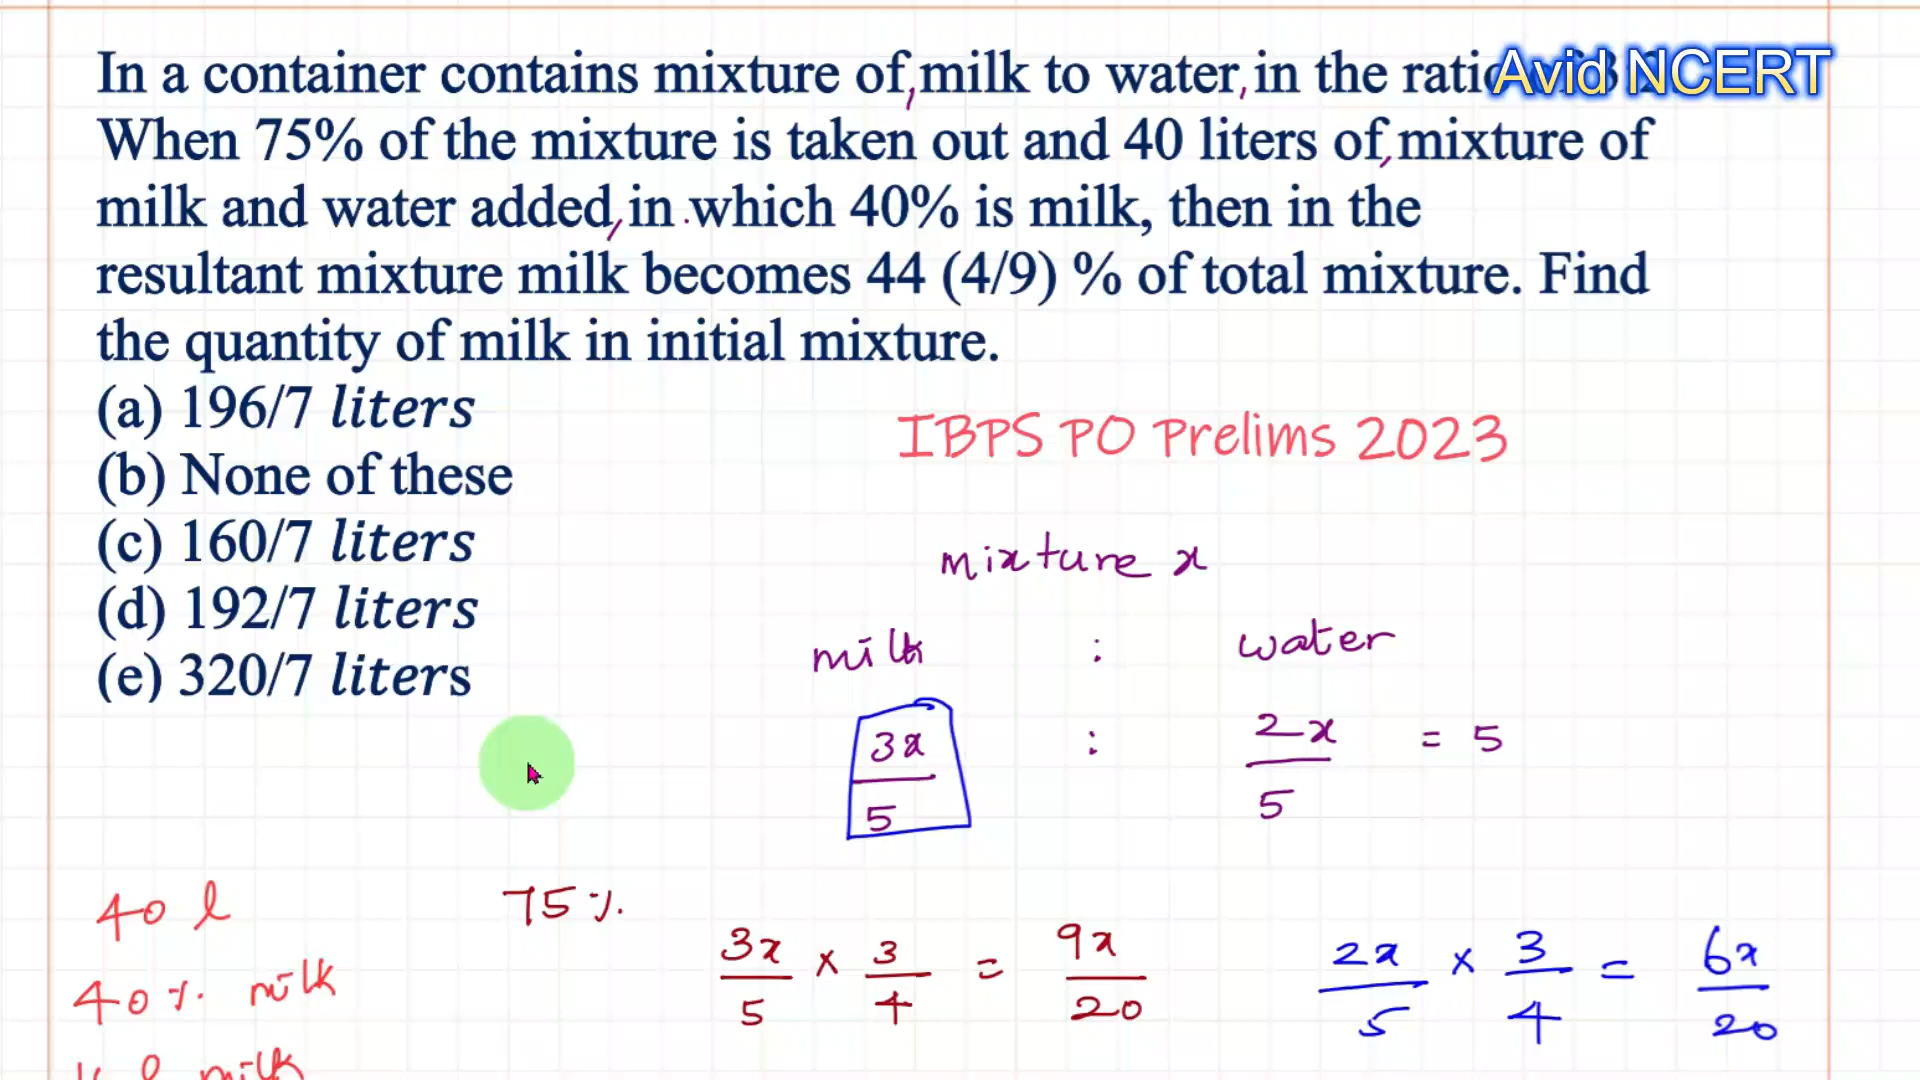 In a container contains mixture of, milk to water, in the ratio
Avid NCERT
When 75% of the mixture is taken out and 40 liters of, mixture of
milk and water added, in which 40% is milk, then in the
resultant mixture milk becomes 44 (4/9) % of total mixture. Find
the quantity of milk in initial mixture.
(a) 196/7 liters
(b) None of these
(c) 160/7 liters
(d) 192/7 liters
(e) 320/7 liters
IBPS PO Prelims 2023
mixture x
milk : water
3x/5 : 2x/5 = 5
40 l
75%.
3x/5 × 3/4 = 9x/20
2x/5 × 3/4 = 6x/20
40%. milk
l milk